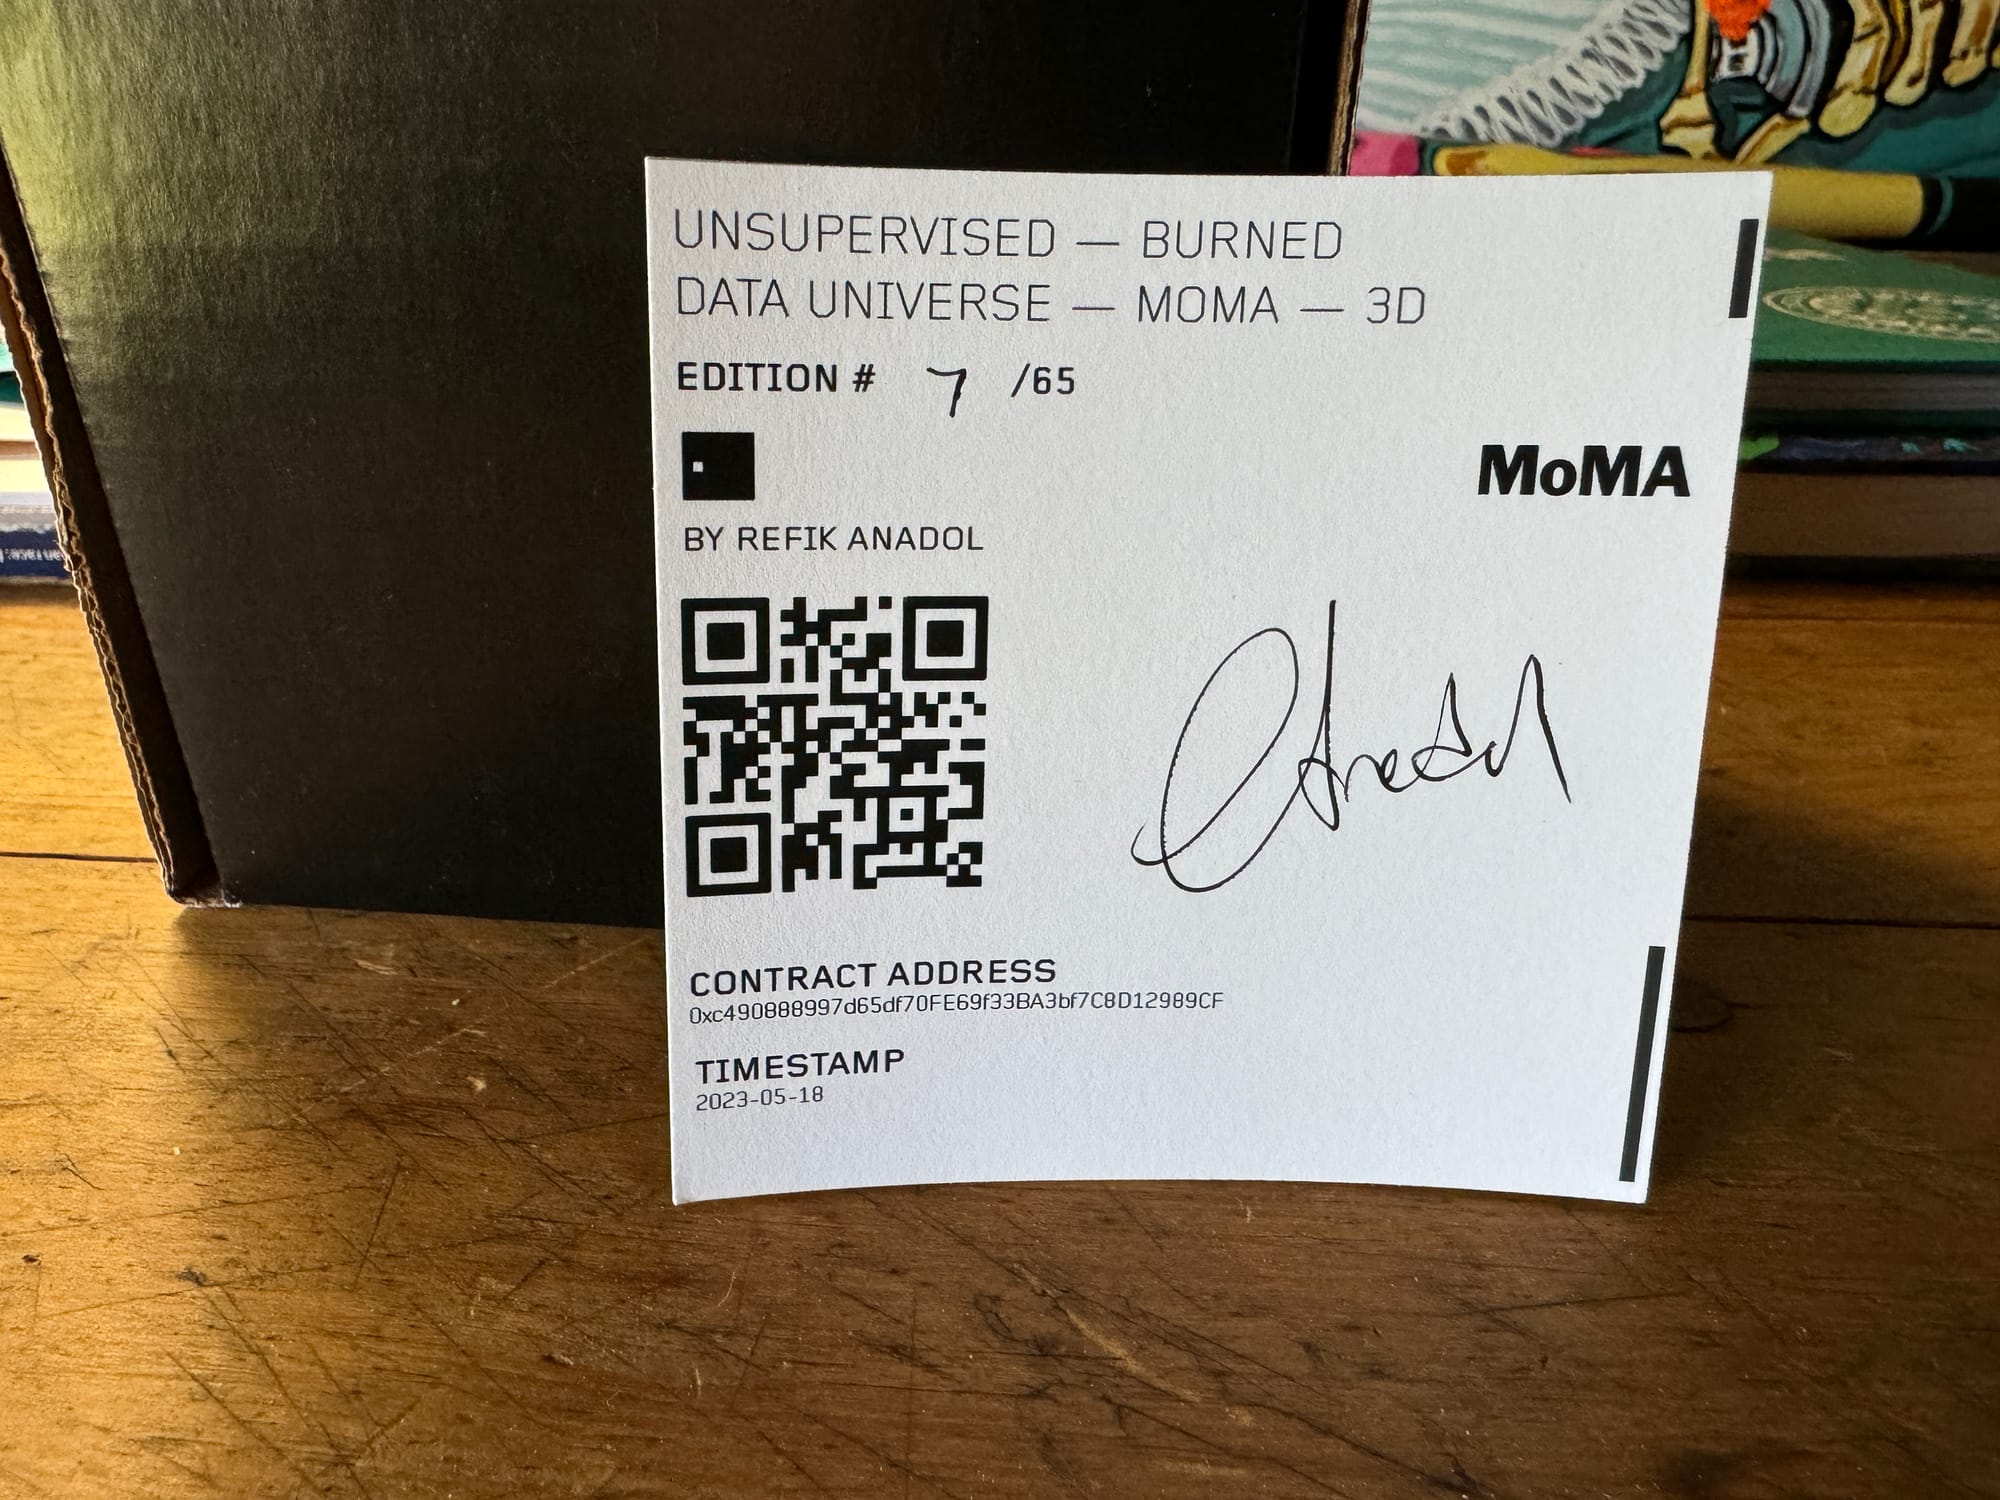 UNSUPERVISED — BURNED
DATA UNIVERSE — MOMA — 3D
EDITION # 7 /65
MoMA
BY REFIK ANADOL
CONTRACT ADDRESS
0xc490888997d65df70FE69f33BA3bf7C8D12989CF
TIMESTAMP
2023-05-18